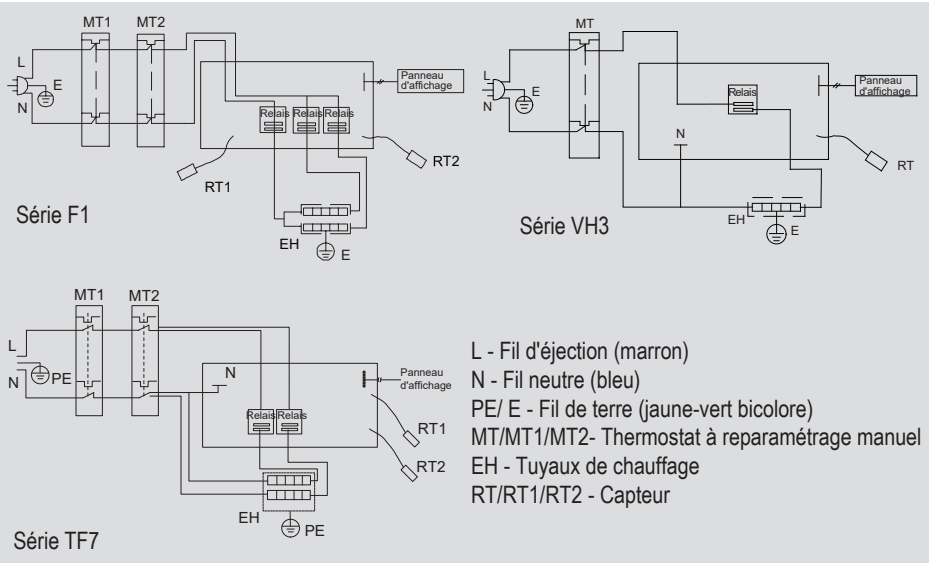 MT1
MT2
L
E
N
Panneau
d'affichage
Relais
Relais
Relais
RT1
RT2
EH
E
Série F1
MT
L
E
N
Panneau
d'affichage
Relais
N
RT
EH
E
Série VH3
MT1
MT2
L
N
PE
N
Panneau
d'affichage
Relais
Relais
RT1
RT2
EH
PE
Série TF7
L - Fil d'éjection (marron)
N - Fil neutre (bleu)
PE/ E - Fil de terre (jaune-vert bicolore)
MT/MT1/MT2- Thermostat à reparamétrage manuel
EH - Tuyaux de chauffage
RT/RT1/RT2 - Capteur